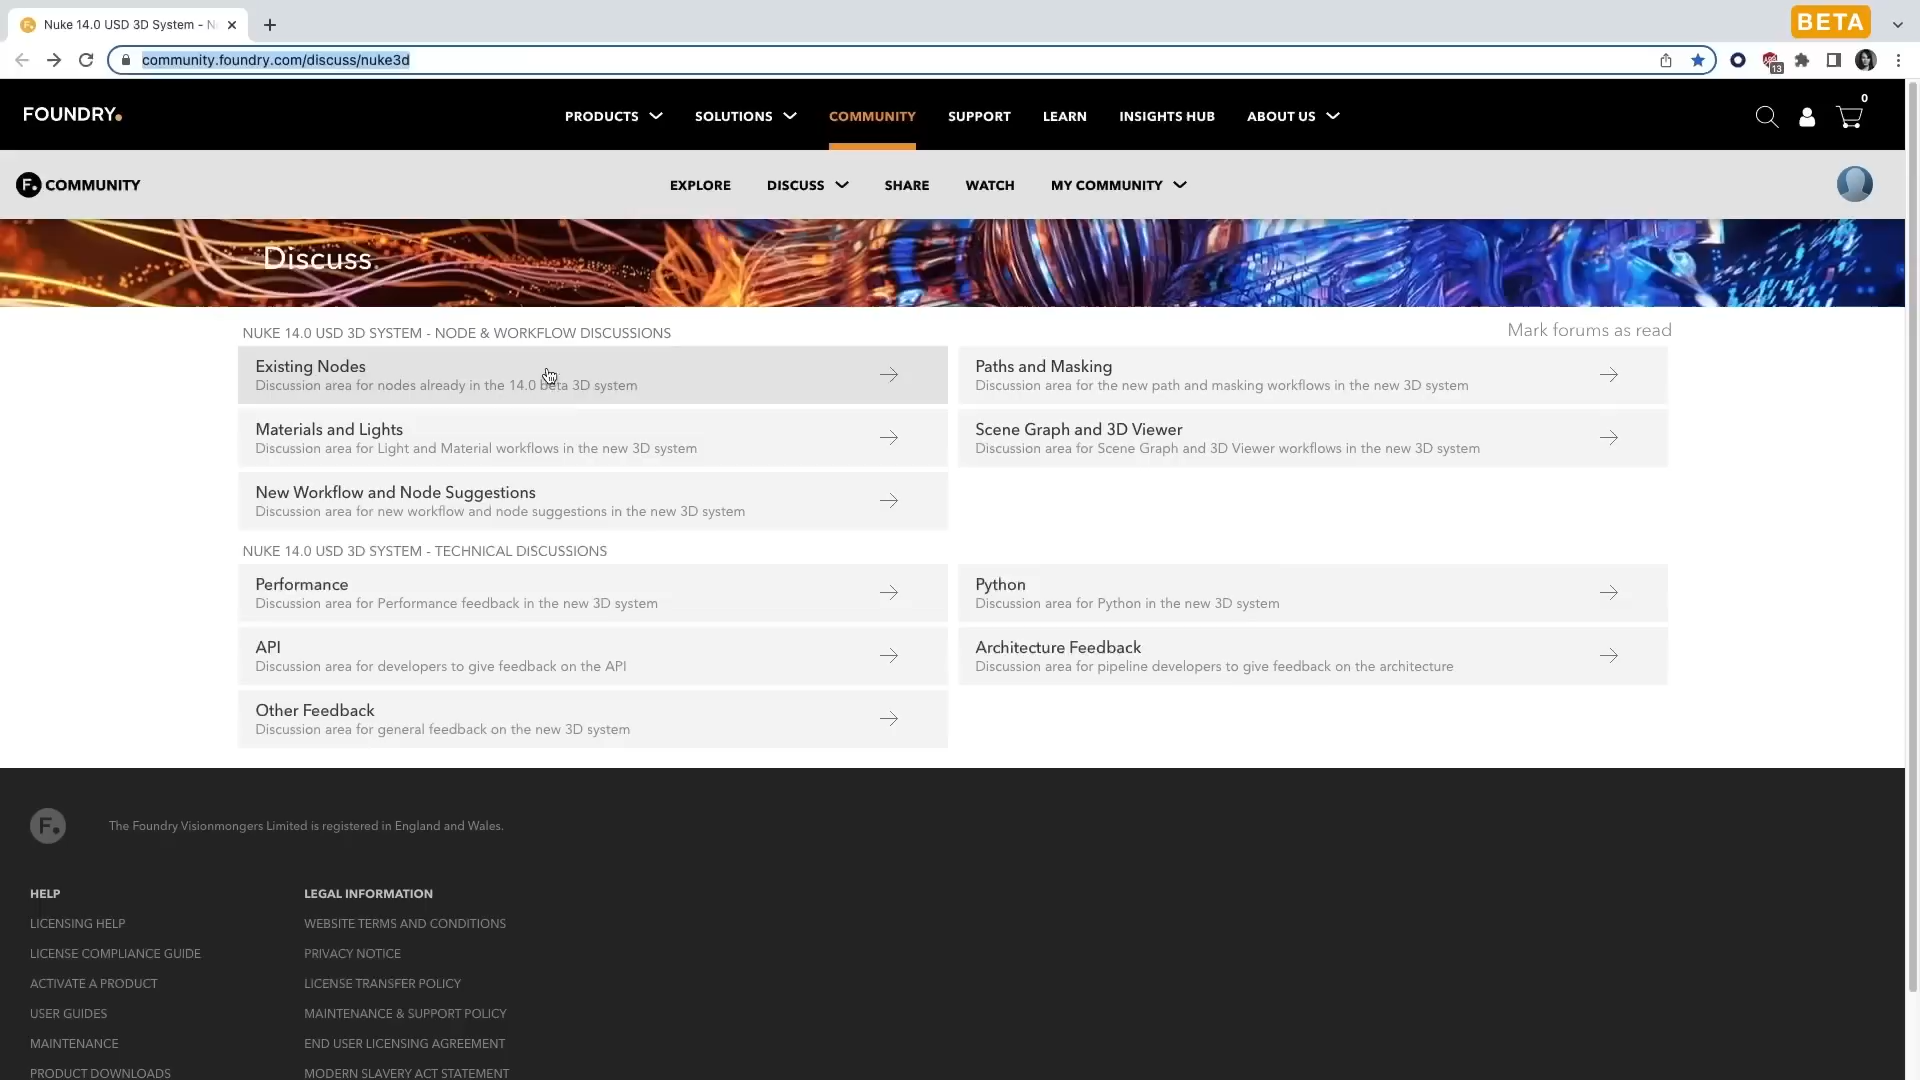 Nuke 14.0 USD 3D System - N
BETA
community.foundry.com/discuss/nuke3d
13
FOUNDRY.
PRODUCTS
SOLUTIONS
COMMUNITY
SUPPORT
LEARN
INSIGHTS HUB
ABOUT US
0
F. COMMUNITY
EXPLORE
DISCUSS
SHARE
WATCH
MY COMMUNITY
Discuss
NUKE 14.0 USD 3D SYSTEM - NODE & WORKFLOW DISCUSSIONS
Mark forums as read
Existing Nodes
Discussion area for nodes already in the 14.0 beta 3D system
Paths and Masking
Discussion area for the new path and masking workflows in the new 3D system
Materials and Lights
Discussion area for Light and Material workflows in the new 3D system
Scene Graph and 3D Viewer
Discussion area for Scene Graph and 3D Viewer workflows in the new 3D system
New Workflow and Node Suggestions
Discussion area for new workflow and node suggestions in the new 3D system
NUKE 14.0 USD 3D SYSTEM - TECHNICAL DISCUSSIONS
Performance
Discussion area for Performance feedback in the new 3D system
Python
Discussion area for Python in the new 3D system
API
Discussion area for developers to give feedback on the API
Architecture Feedback
Discussion area for pipeline developers to give feedback on the architecture
Other Feedback
Discussion area for general feedback on the new 3D system
F.
The Foundry Visionmongers Limited is registered in England and Wales.
HELP
LICENSING HELP
LICENSE COMPLIANCE GUIDE
ACTIVATE A PRODUCT
USER GUIDES
MAINTENANCE
PRODUCT DOWNLOADS
LEGAL INFORMATION
WEBSITE TERMS AND CONDITIONS
PRIVACY NOTICE
LICENSE TRANSFER POLICY
MAINTENANCE & SUPPORT POLICY
END USER LICENSING AGREEMENT
MODERN SLAVERY ACT STATEMENT